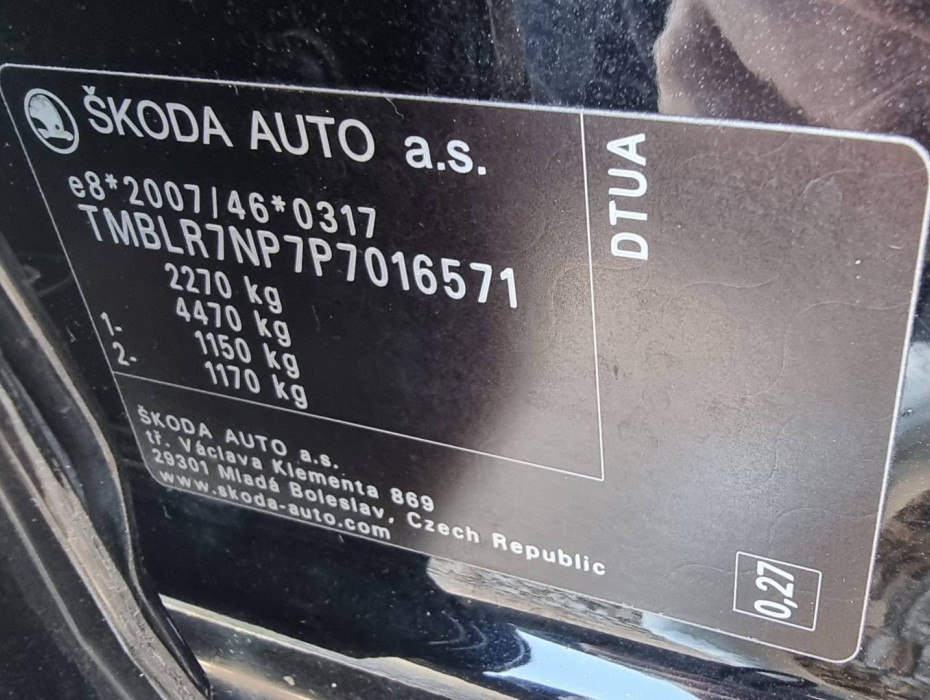 ŠKODA AUTO a.s.
e8*2007/46*0317
TMBLR7NP7P7016571
2270 kg
4470 kg
1- 1150 kg
2- 1170 kg
ŠKODA AUTO a.s.
tř. Václava Klementa 869
29301 Mladá Boleslav, Czech Republic
www.skoda-auto.com
DTUA
0,27